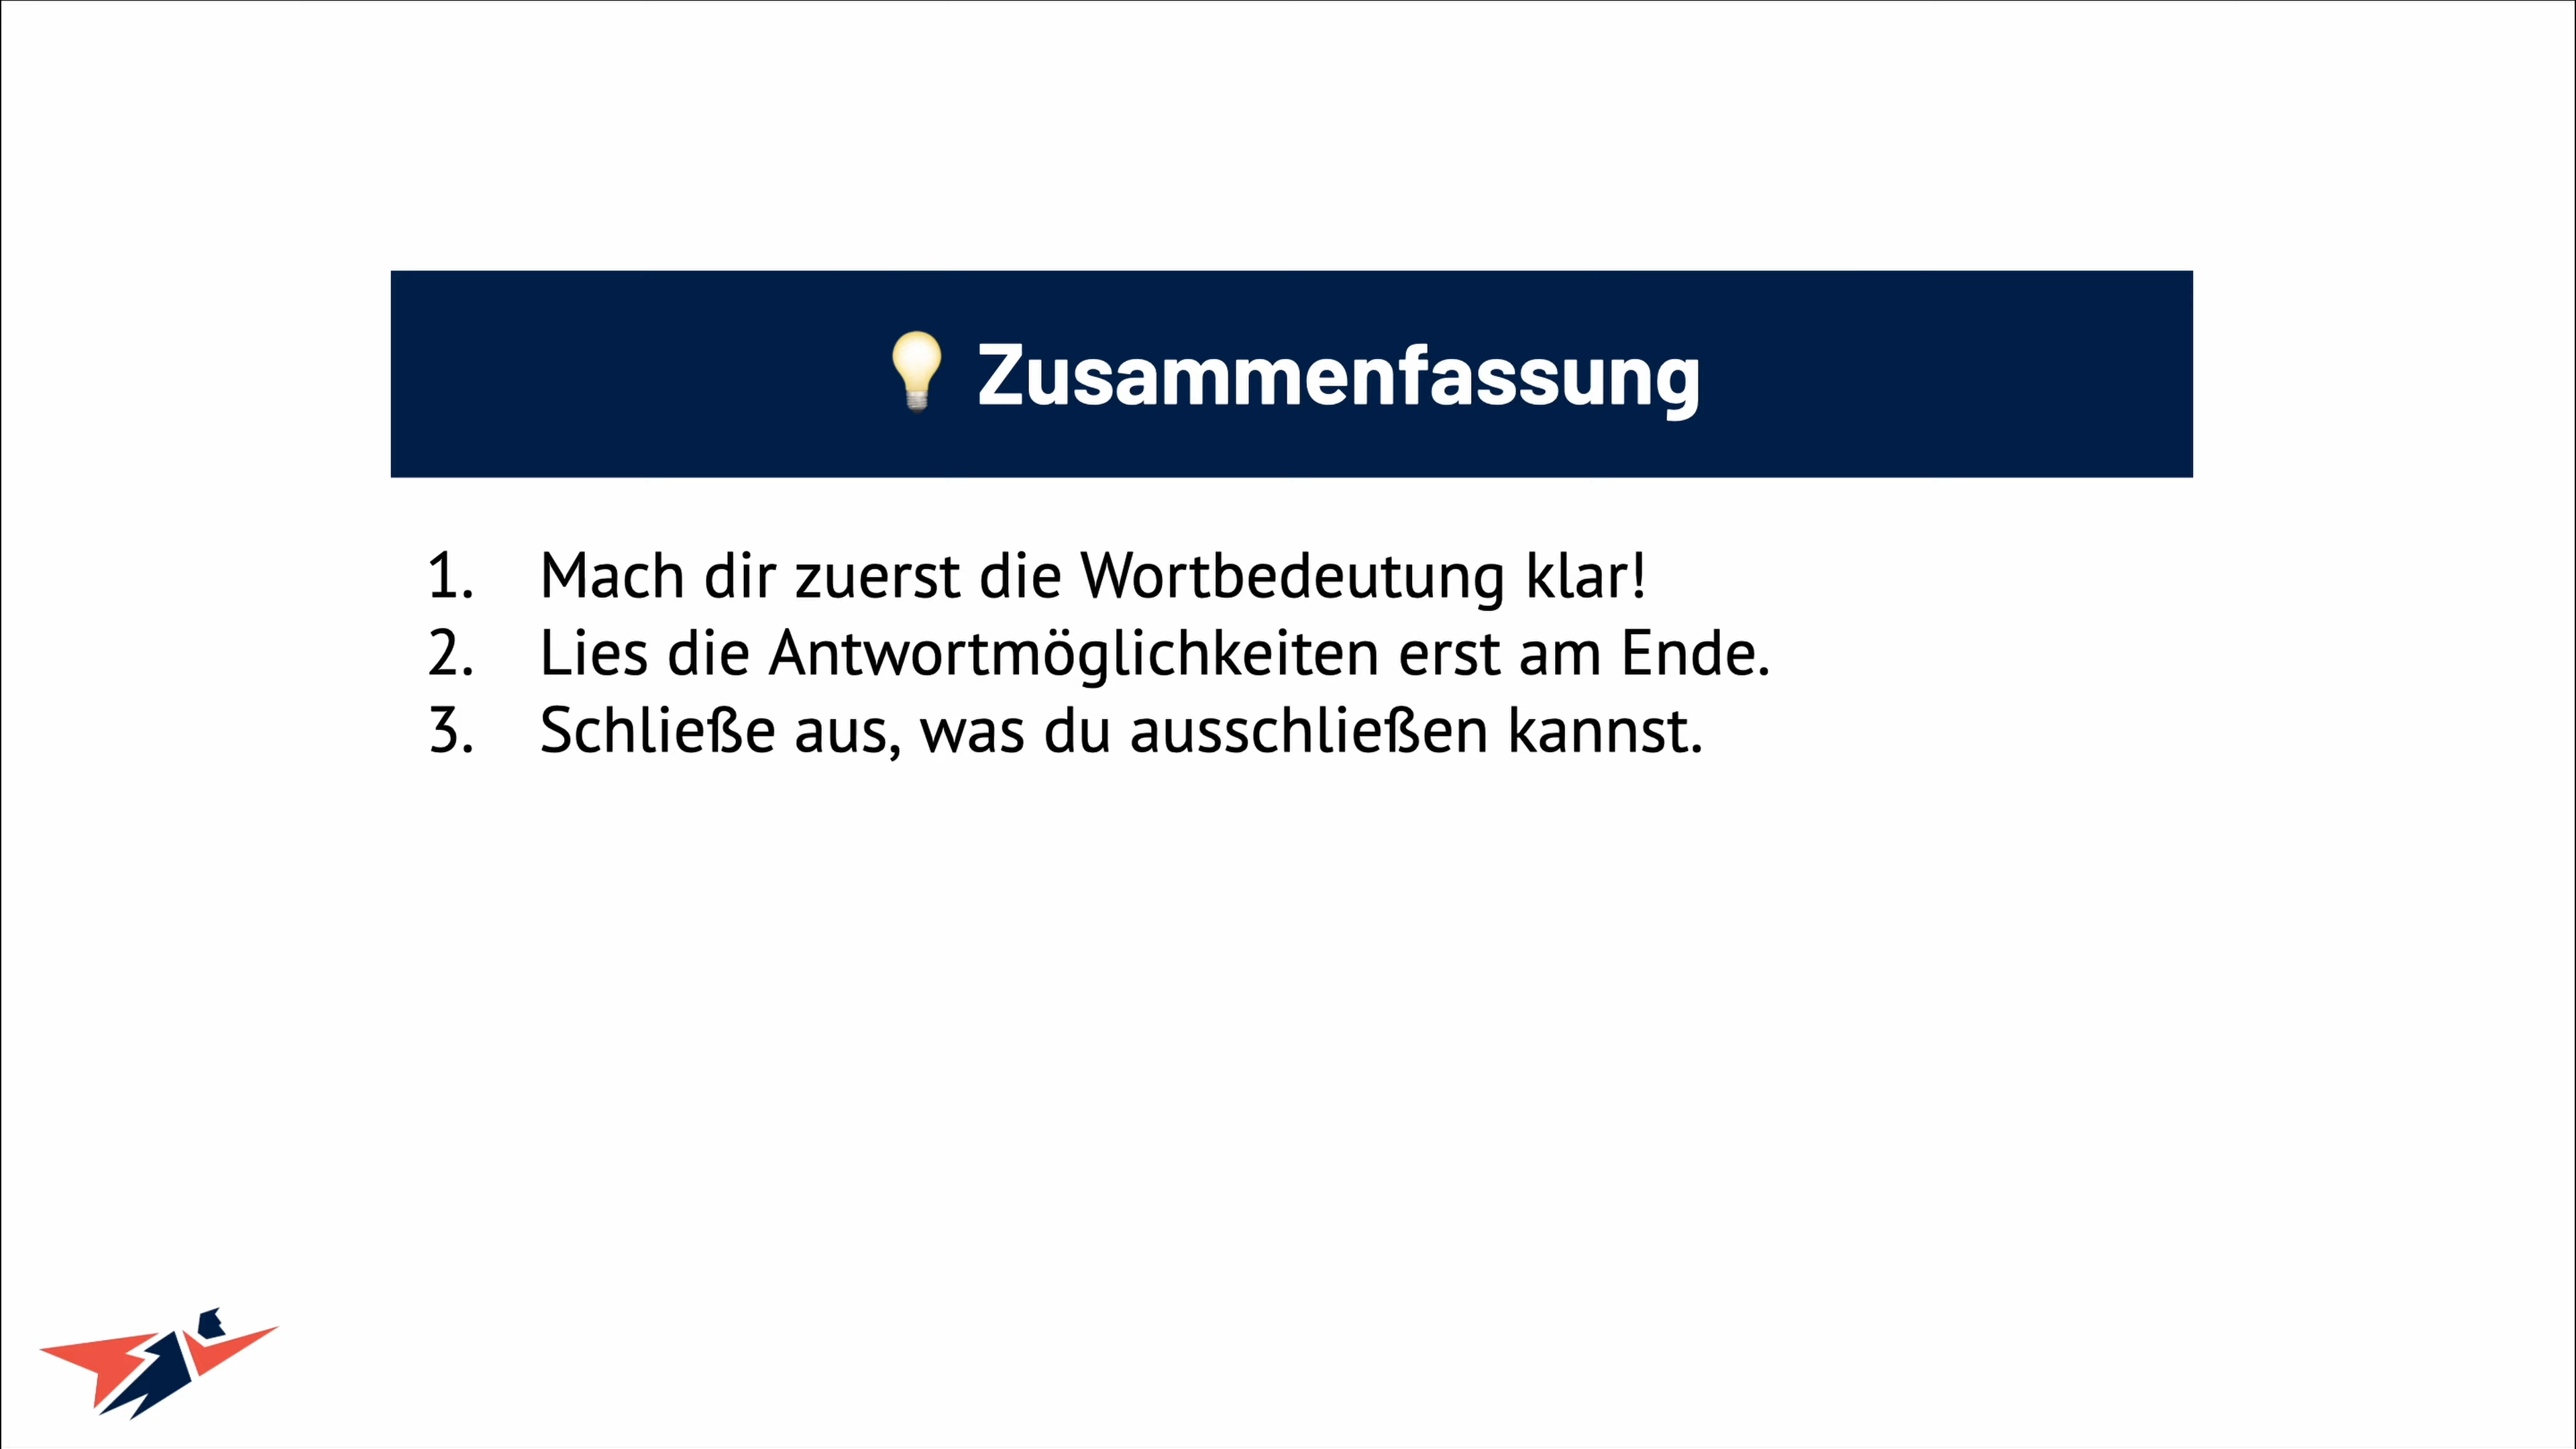 💡 Zusammenfassung
1. Mach dir zuerst die Wortbedeutung klar!
2. Lies die Antwortmöglichkeiten erst am Ende.
3. Schließe aus, was du ausschließen kannst.